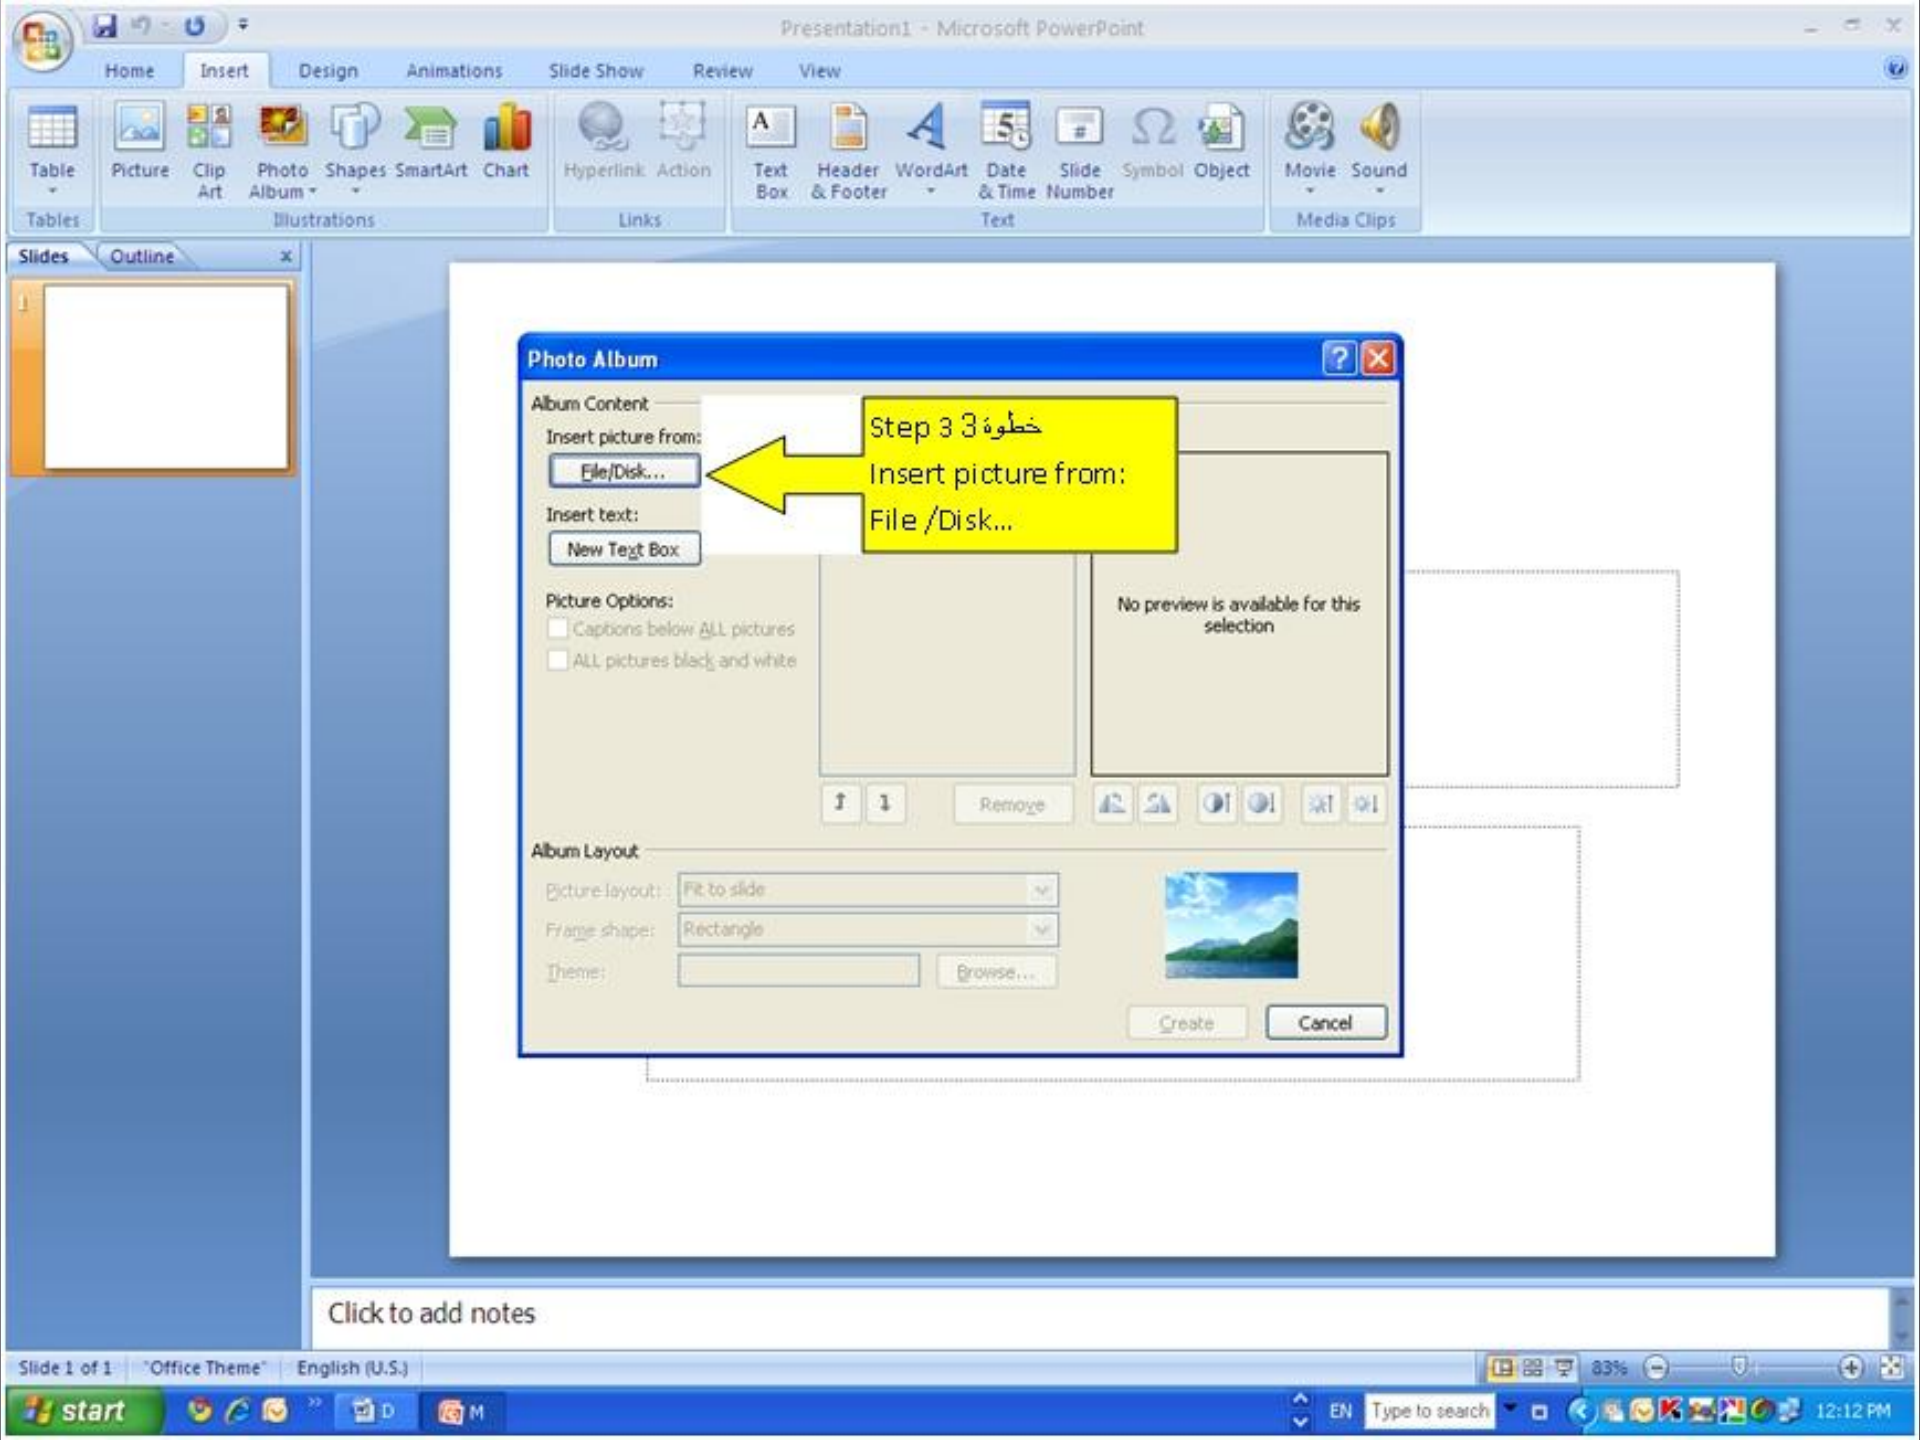 Presentation1 - Microsoft PowerPoint
Home Insert Design Animations Slide Show Review View
Table Picture Clip Art Photo Album Shapes SmartArt Chart Hyperlink Action Text Box Header & Footer WordArt Date & Time Slide Number Symbol Object Movie Sound
Tables Illustrations Links Text Media Clips
Slides Outline
1
Photo Album
Album Content
Insert picture from:
File/Disk...
Step 3 خطوة 3
Insert picture from:
File /Disk...
Insert text:
New Text Box
Picture Options:
Captions below ALL pictures
ALL pictures black and white
No preview is available for this
selection
Remove
Album Layout
Picture layout: Fit to slide
Frame shape: Rectangle
Theme: Browse...
Create Cancel
Click to add notes
Slide 1 of 1 "Office Theme" English (U.S.) 83%
start D M EN Type to search 12:12 PM